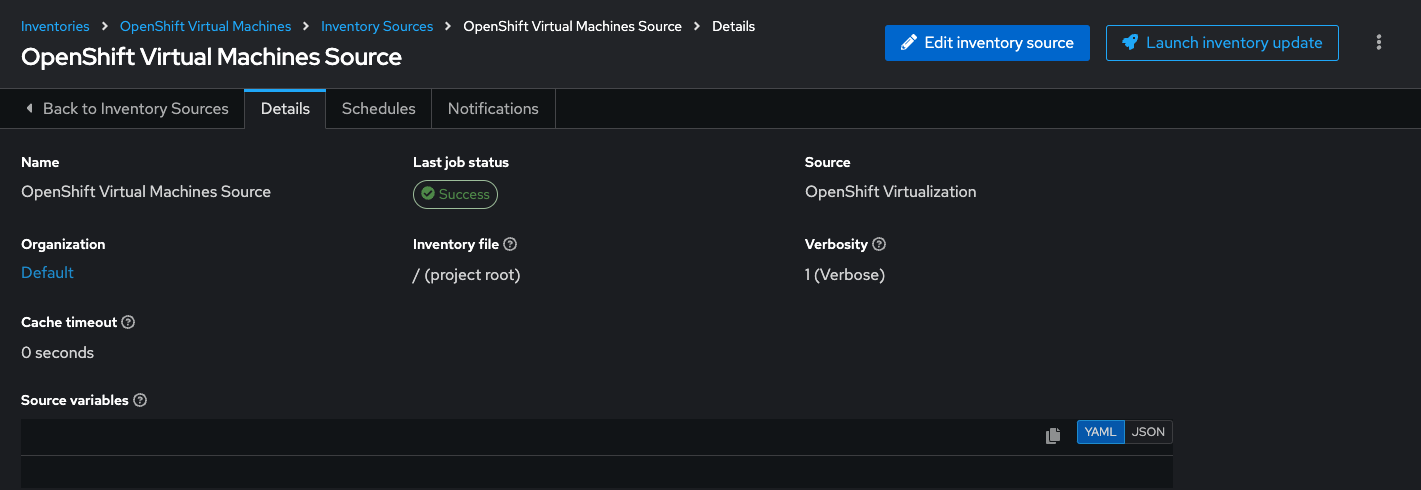 Inventories > OpenShift Virtual Machines > Inventory Sources > OpenShift Virtual Machines Source > Details
OpenShift Virtual Machines Source
Edit inventory source
Launch inventory update
Back to Inventory Sources
Details
Schedules
Notifications
Name
OpenShift Virtual Machines Source
Last job status
Success
Source
OpenShift Virtualization
Organization
Default
Inventory file
/ (project root)
Verbosity
1 (Verbose)
Cache timeout
0 seconds
Source variables
YAML
JSON